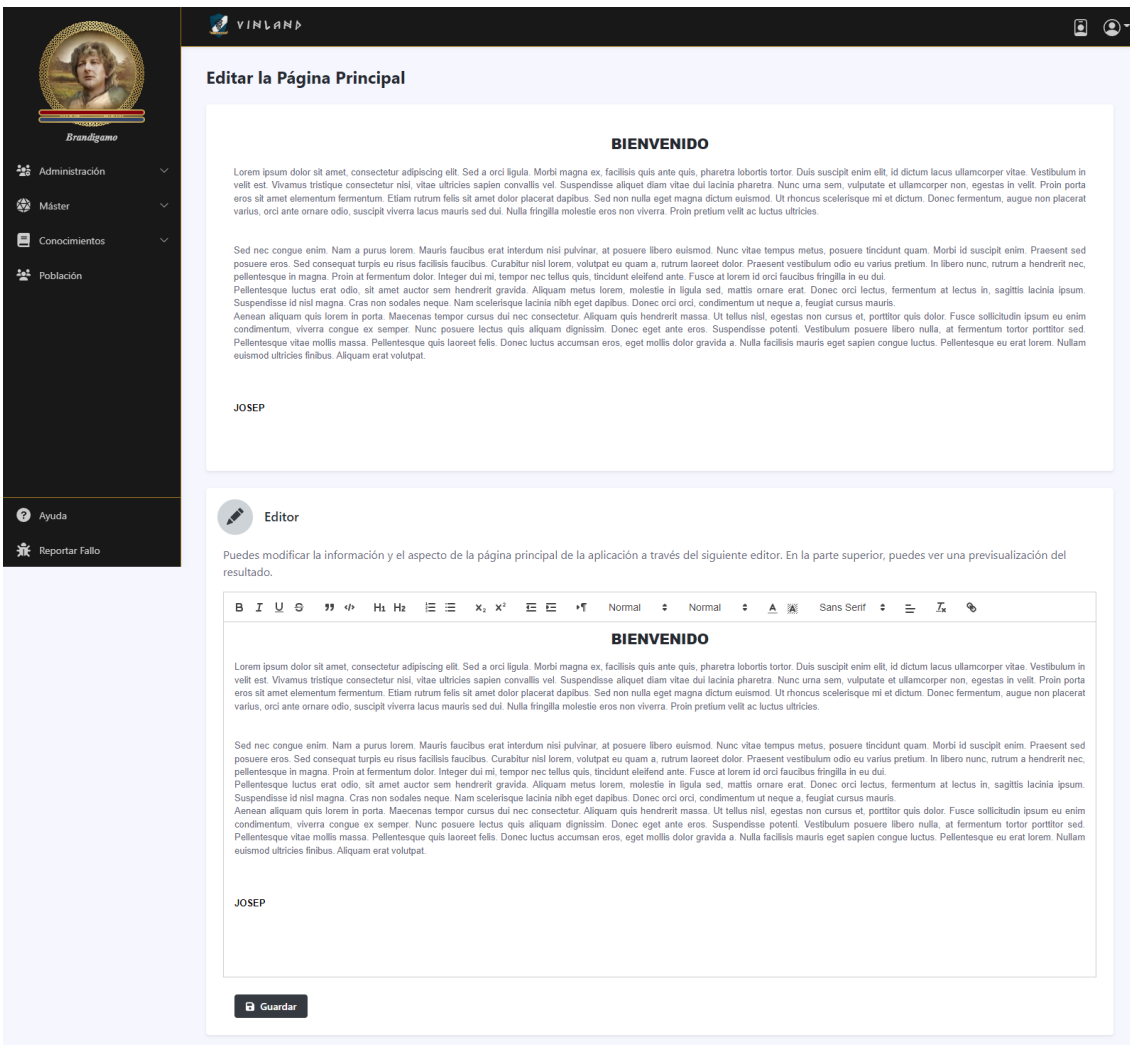 VINLAND
Brandigamo
Administración
Máster
Conocimientos
Población
Ayuda
Reportar Fallo
Editar la Página Principal
BIENVENIDO
Lorem ipsum dolor sit amet, consectetur adipiscing elit. Sed a orci ligula. Morbi magna ex, facilisis quis ante quis, pharetra lobortis tortor. Duis suscipit enim elit, id dictum lacus ullamcorper vitae. Vestibulum in
velit est. Vivamus tristique consectetur nisi, vitae ultricies sapien convallis vel. Suspendisse aliquet diam vitae dui lacinia pharetra. Nunc urna sem, vulputate et ullamcorper non, egestas in velit. Proin porta
eros sit amet elementum fermentum. Etiam rutrum felis sit amet dolor placerat dapibus. Sed non nulla eget magna dictum euismod. Ut rhoncus scelerisque mi et dictum. Donec fermentum, augue non placerat
varius, orci ante ornare odio, suscipit viverra lacus mauris sed dui. Nulla fringilla molestie eros non viverra. Proin pretium velit ac luctus ultricies.
Sed nec congue enim. Nam a purus lorem. Mauris faucibus erat interdum nisi pulvinar, at posuere libero euismod. Nunc vitae tempus metus, posuere tincidunt quam. Morbi id suscipit enim. Praesent sed
posuere eros. Sed consequat turpis eu risus facilisis faucibus. Curabitur nisl lorem, volutpat eu quam a, rutrum laoreet dolor. Praesent vestibulum odio eu varius pretium. In libero nunc, rutrum a hendrerit nec,
pellentesque in magna. Proin at fermentum dolor. Integer dui mi, tempor nec tellus quis, tincidunt eleifend ante. Fusce at lorem id orci faucibus fringilla in eu dui.
Pellentesque luctus erat odio, sit amet auctor sem hendrerit gravida. Aliquam metus lorem, molestie in ligula sed, mattis ornare erat. Donec orci lectus, fermentum at lectus in, sagittis lacinia ipsum.
Suspendisse id nisl magna. Cras non sodales neque. Nam scelerisque lacinia nibh eget dapibus. Donec orci orci, condimentum ut neque a, feugiat cursus mauris.
Aenean aliquam quis lorem in porta. Maecenas tempor cursus dui nec consectetur. Aliquam quis hendrerit massa. Ut tellus nisl, egestas non cursus et, porttitor quis dolor. Fusce sollicitudin ipsum eu enim
condimentum, viverra congue ex semper. Nunc posuere lectus quis aliquam dignissim. Donec eget ante eros. Suspendisse potenti. Vestibulum posuere libero nulla, at fermentum tortor porttitor sed.
Pellentesque vitae mollis massa. Pellentesque quis laoreet felis. Donec luctus accumsan eros, eget mollis dolor gravida a. Nulla facilisis mauris eget sapien congue luctus. Pellentesque eu erat lorem. Nullam
euismod ultricies finibus. Aliquam erat volutpat.
JOSEP
Editor
Puedes modificar la información y el aspecto de la página principal de la aplicación a través del siguiente editor. En la parte superior, puedes ver una previsualización del
resultado.
B I U S H1 H2 X2 X2 Normal Normal A A Sans Serif Tx
BIENVENIDO
Lorem ipsum dolor sit amet, consectetur adipiscing elit. Sed a orci ligula. Morbi magna ex, facilisis quis ante quis, pharetra lobortis tortor. Duis suscipit enim elit, id dictum lacus ullamcorper vitae. Vestibulum in
velit est. Vivamus tristique consectetur nisi, vitae ultricies sapien convallis vel. Suspendisse aliquet diam vitae dui lacinia pharetra. Nunc urna sem, vulputate et ullamcorper non, egestas in velit. Proin porta
eros sit amet elementum fermentum. Etiam rutrum felis sit amet dolor placerat dapibus. Sed non nulla eget magna dictum euismod. Ut rhoncus scelerisque mi et dictum. Donec fermentum, augue non placerat
varius, orci ante ornare odio, suscipit viverra lacus mauris sed dui. Nulla fringilla molestie eros non viverra. Proin pretium velit ac luctus ultricies.
Sed nec congue enim. Nam a purus lorem. Mauris faucibus erat interdum nisi pulvinar, at posuere libero euismod. Nunc vitae tempus metus, posuere tincidunt quam. Morbi id suscipit enim. Praesent sed
posuere eros. Sed consequat turpis eu risus facilisis faucibus. Curabitur nisl lorem, volutpat eu quam a, rutrum laoreet dolor. Praesent vestibulum odio eu varius pretium. In libero nunc, rutrum a hendrerit nec,
pellentesque in magna. Proin at fermentum dolor. Integer dui mi, tempor nec tellus quis, tincidunt eleifend ante. Fusce at lorem id orci faucibus fringilla in eu dui.
Pellentesque luctus erat odio, sit amet auctor sem hendrerit gravida. Aliquam metus lorem, molestie in ligula sed, mattis ornare erat. Donec orci lectus, fermentum at lectus in, sagittis lacinia ipsum.
Suspendisse id nisl magna. Cras non sodales neque. Nam scelerisque lacinia nibh eget dapibus. Donec orci orci, condimentum ut neque a, feugiat cursus mauris.
Aenean aliquam quis lorem in porta. Maecenas tempor cursus dui nec consectetur. Aliquam quis hendrerit massa. Ut tellus nisl, egestas non cursus et, porttitor quis dolor. Fusce sollicitudin ipsum eu enim
condimentum, viverra congue ex semper. Nunc posuere lectus quis aliquam dignissim. Donec eget ante eros. Suspendisse potenti. Vestibulum posuere libero nulla, at fermentum tortor porttitor sed.
Pellentesque vitae mollis massa. Pellentesque quis laoreet felis. Donec luctus accumsan eros, eget mollis dolor gravida a. Nulla facilisis mauris eget sapien congue luctus. Pellentesque eu erat lorem. Nullam
euismod ultricies finibus. Aliquam erat volutpat.
JOSEP
Guardar